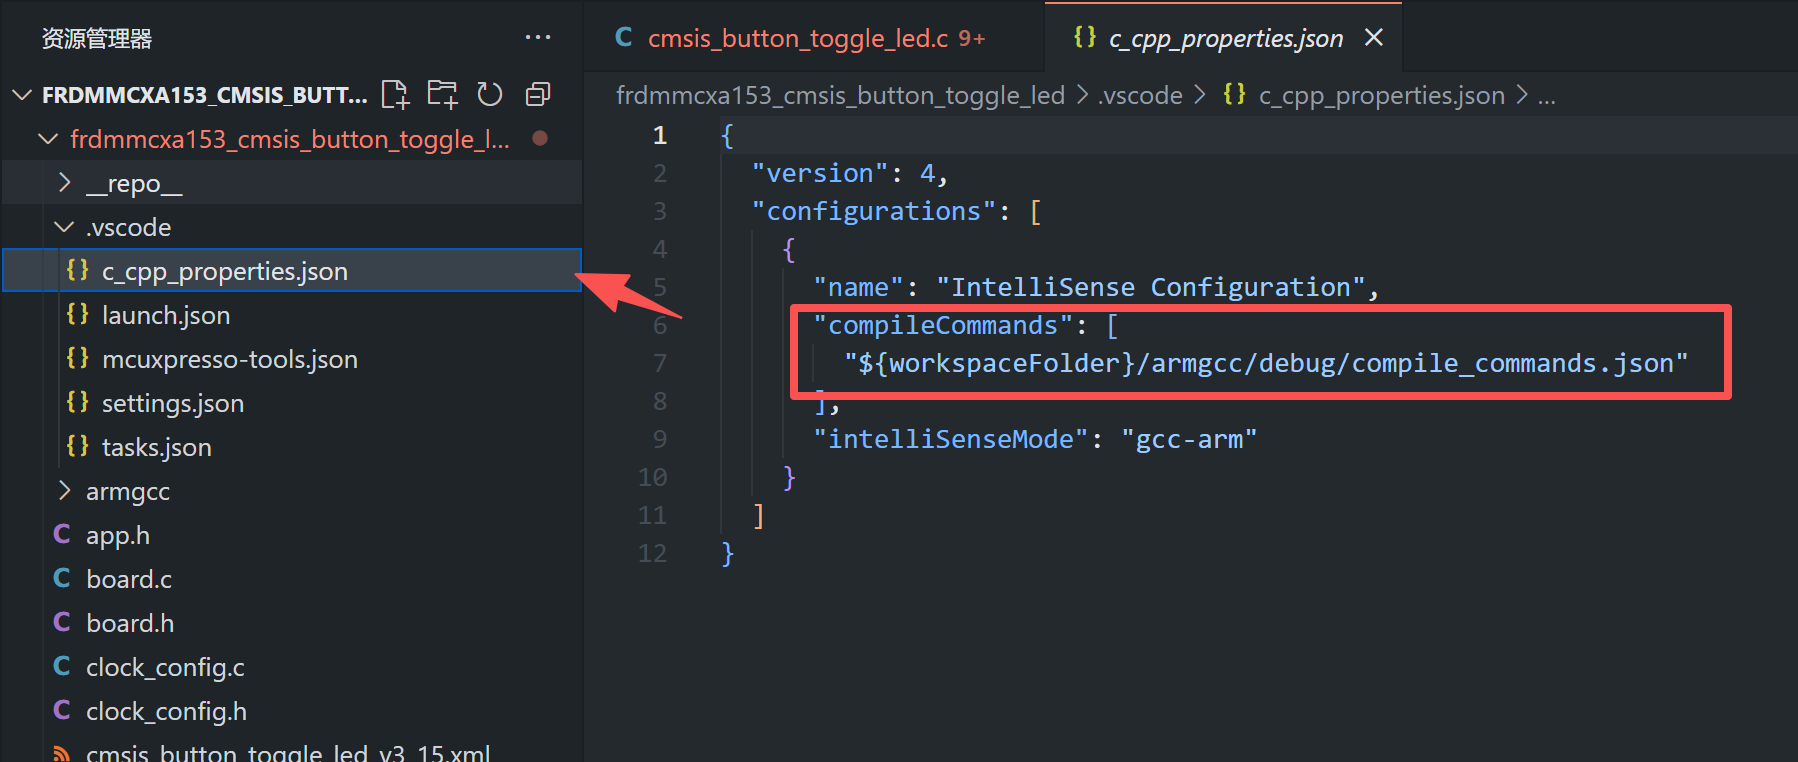 资源管理器
FRDMMCXA153_CMSIS_BUTT...
frdmmcxa153_cmsis_button_toggle_l...
__repo__
.vscode
{} c_cpp_properties.json
{} launch.json
{} mcuxpresso-tools.json
{} settings.json
{} tasks.json
armgcc
C app.h
C board.c
C board.h
C clock_config.c
C clock_config.h
cmsis_button_toggle_led_v3_15.xml
C cmsis_button_toggle_led.c 9+
{} c_cpp_properties.json
frdmmcxa153_cmsis_button_toggle_led > .vscode > {} c_cpp_properties.json > ...
1 {
2 "version": 4,
3 "configurations": [
4 {
5 "name": "IntelliSense Configuration",
6 "compileCommands": [
7 "${workspaceFolder}/armgcc/debug/compile_commands.json"
8 ],
9 "intelliSenseMode": "gcc-arm"
10 }
11 ]
12 }